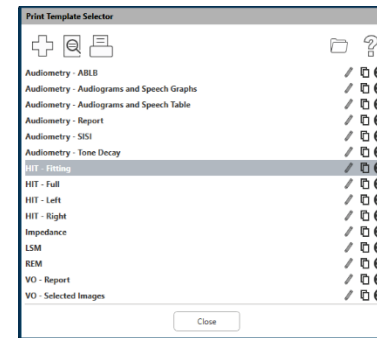 Print Template Selector
Audiometry - ABLB
Audiometry - Audiograms and Speech Graphs
Audiometry - Audiograms and Speech Table
Audiometry - Report
Audiometry - SISI
Audiometry - Tone Decay
HIT - Fitting
HIT - Full
HIT - Left
HIT - Right
Impedance
LSM
REM
VO - Report
VO - Selected Images
Close